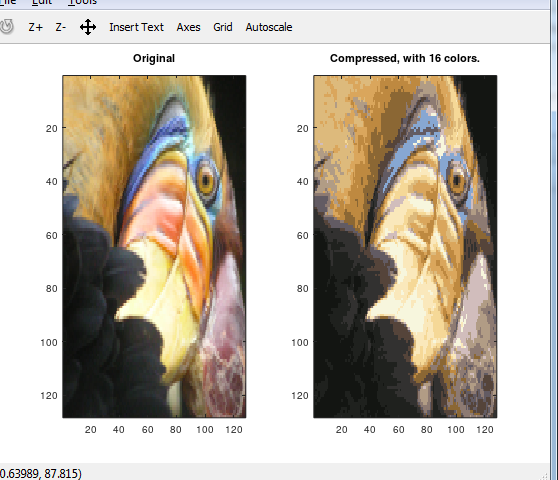 File Edit Tools
Z+ Z- Insert Text Axes Grid Autoscale
Original Compressed, with 16 colors.
20 20
40 40
60 60
80 80
100 100
120 120
20 40 60 80 100 120 20 40 60 80 100 120
0.63989, 87.815)